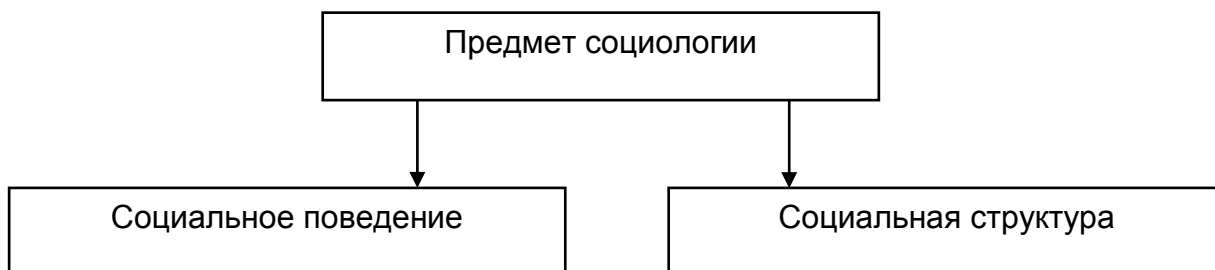 Предмет социологии
Социальное поведение
Социальная структура